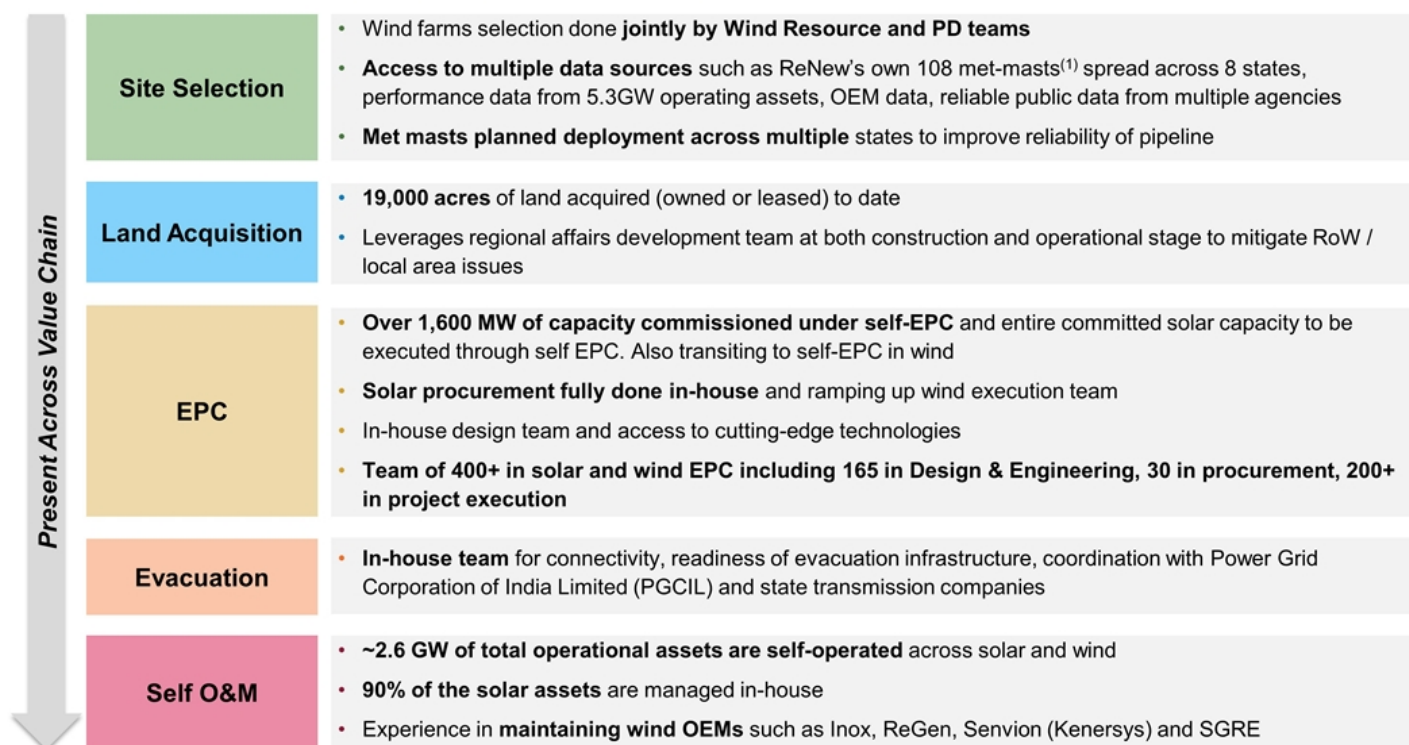 Present Across Value Chain
Site Selection
• Wind farms selection done jointly by Wind Resource and PD teams
• Access to multiple data sources such as ReNew's own 108 met-masts(1) spread across 8 states,
performance data from 5.3GW operating assets, OEM data, reliable public data from multiple agencies
• Met masts planned deployment across multiple states to improve reliability of pipeline
Land Acquisition
• 19,000 acres of land acquired (owned or leased) to date
• Leverages regional affairs development team at both construction and operational stage to mitigate RoW /
local area issues
EPC
• Over 1,600 MW of capacity commissioned under self-EPC and entire committed solar capacity to be
executed through self EPC. Also transiting to self-EPC in wind
• Solar procurement fully done in-house and ramping up wind execution team
• In-house design team and access to cutting-edge technologies
• Team of 400+ in solar and wind EPC including 165 in Design & Engineering, 30 in procurement, 200+
in project execution
Evacuation
• In-house team for connectivity, readiness of evacuation infrastructure, coordination with Power Grid
Corporation of India Limited (PGCIL) and state transmission companies
Self O&M
• ~2.6 GW of total operational assets are self-operated across solar and wind
• 90% of the solar assets are managed in-house
• Experience in maintaining wind OEMs such as Inox, ReGen, Senvion (Kenersys) and SGRE